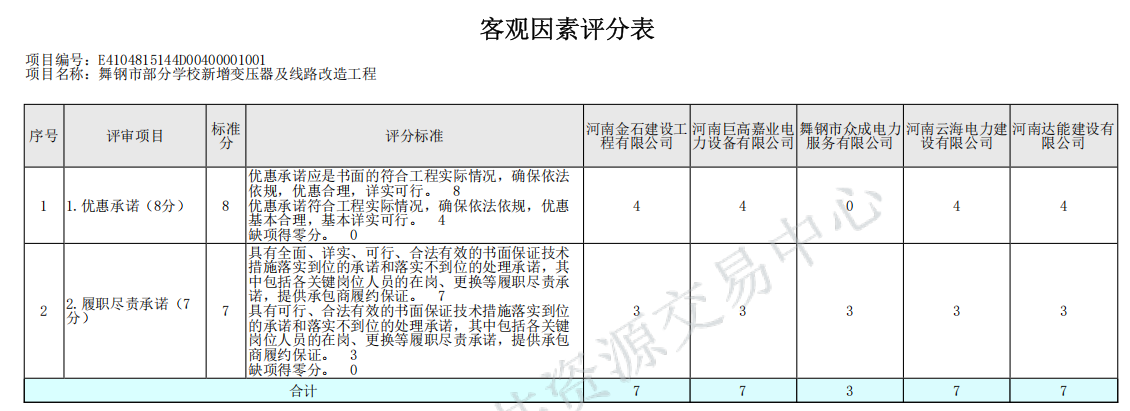 客观因素评分表
项目编号: E4104815144D00400001001
项目名称: 舞钢市部分学校新增变压器及线路改造工程
序号 评审项目 标准分 评分标准 河南金石建设工程有限公司 河南巨高嘉业电力设备有限公司 舞钢市众成电力服务有限公司 河南云海电力建设有限公司 河南达能建设有限公司
1 1.优惠承诺（8分） 8
优惠承诺应是书面的符合工程实际情况，确保依法
依规，优惠合理，详实可行。 8
优惠承诺符合工程实际情况，确保依法依规，优惠
基本合理，基本详实可行。 4
缺项得零分。 0
4 4 0 4 4
2 2.履职尽责承诺（7
分） 7
具有全面、详实、可行、合法有效的书面保证技术
措施落实到位的承诺和落实不到位的处理承诺，其
中包括各关键岗位人员的在岗、更换等履职尽责承
诺，提供承包商履约保证。 7
具有可行、合法有效的书面保证技术措施落实到位
的承诺和落实不到位的处理承诺，其中包括各关键
岗位人员的在岗、更换等履职尽责承诺，提供承包
商履约保证。 3
缺项得零分。 0
3 3 3 3 3
合计 7 7 3 7 7
资源交易中心